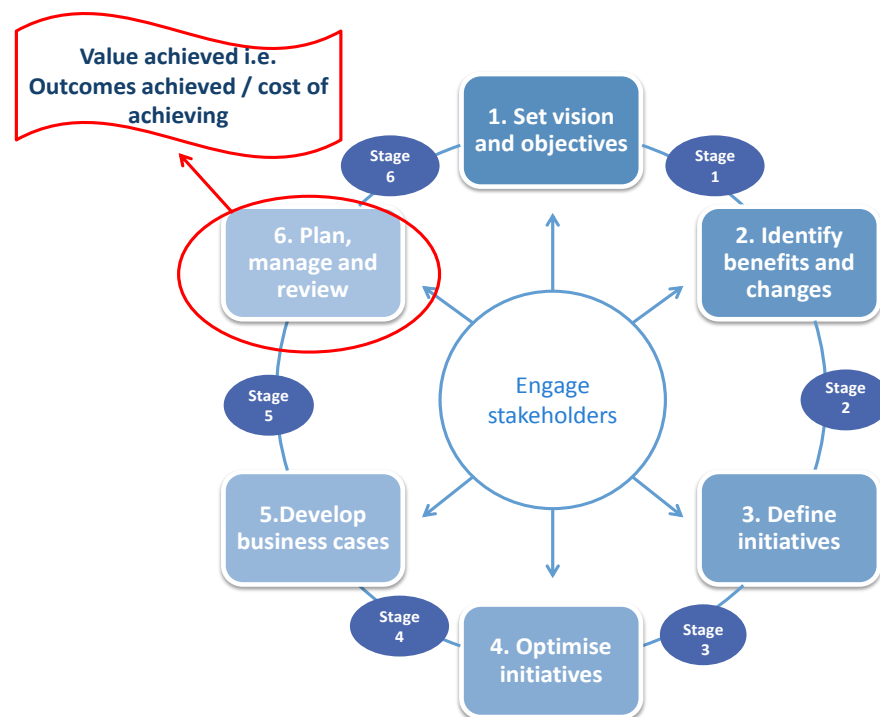 Value achieved i.e.
Outcomes achieved / cost of
achieving
1. Set vision
and objectives
Stage
6
Stage
1
6. Plan,
manage and
review
2. Identify
benefits and
changes
Engage
stakeholders
Stage
5
Stage
2
5.Develop
business cases
3. Define
initiatives
Stage
4
Stage
3
4. Optimise
initiatives